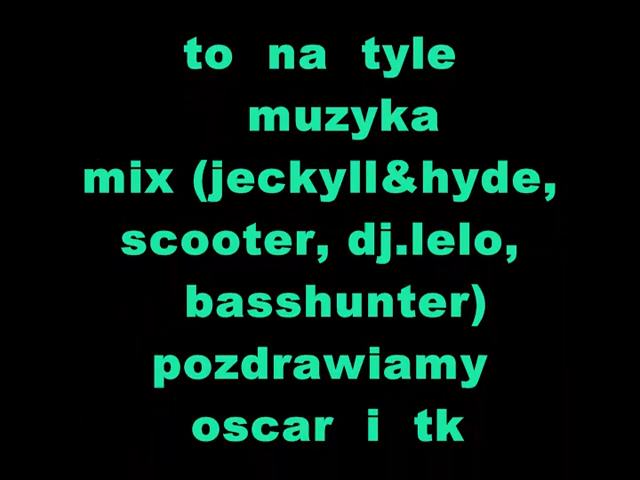 to na tyle
muzyka
mix (jeckyll&hyde,
scooter, dj.lelo,
basshunter)
pozdrawiamy
oscar i tk